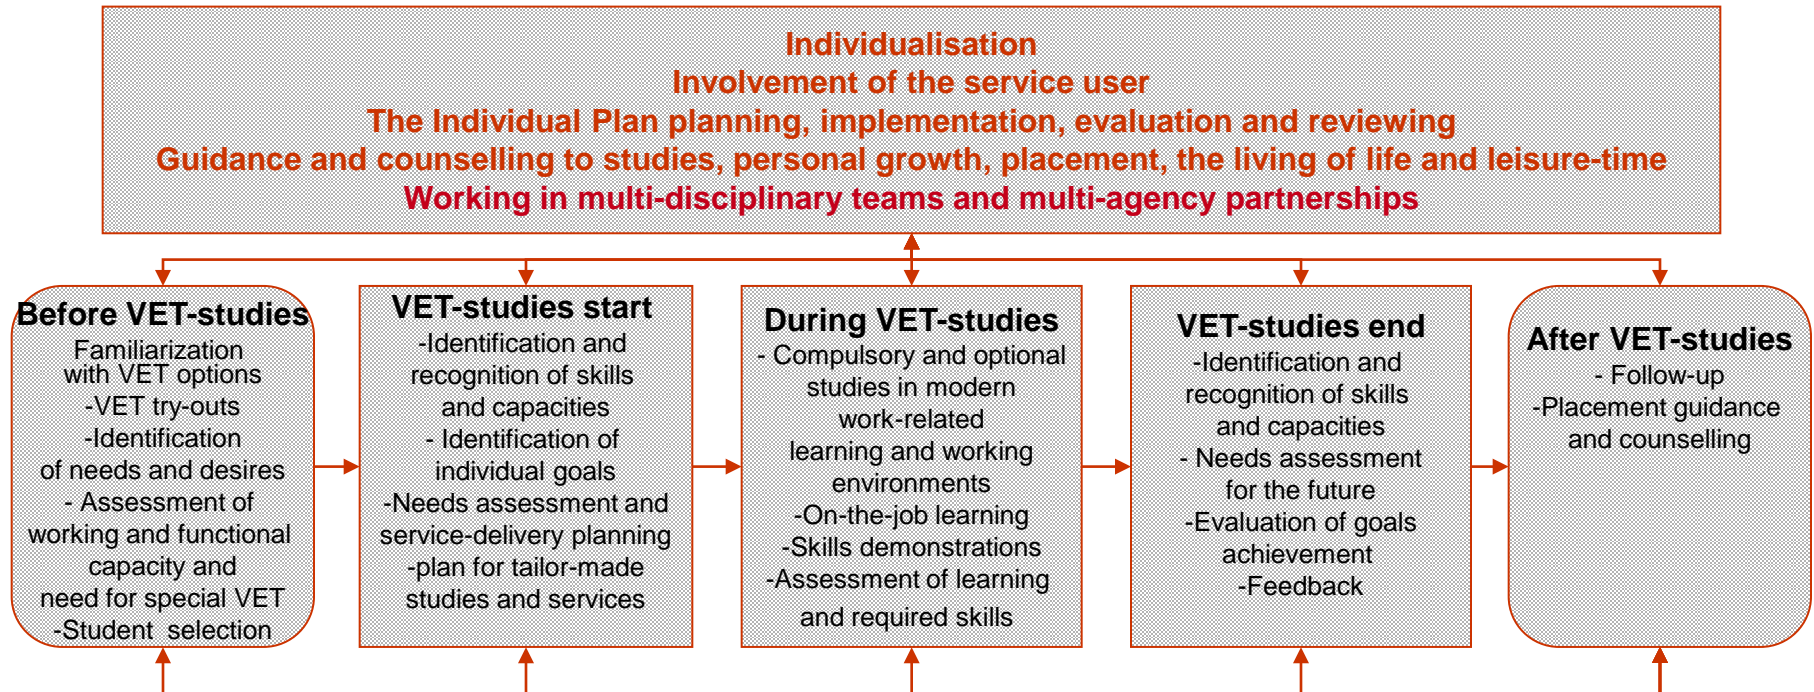 Individualisation
Involvement of the service user
The Individual Plan planning, implementation, evaluation and reviewing
Guidance and counselling to studies, personal growth, placement, the living of life and leisure-time
Working in multi-disciplinary teams and multi-agency partnerships
Before VET-studies
Familiarization
with VET options
-VET try-outs
-Identification
of needs and desires
- Assessment of
working and functional
capacity and
need for special VET
-Student selection
VET-studies start
-Identification and
recognition of skills
and capacities
- Identification of
individual goals
-Needs assessment and
service-delivery planning
-plan for tailor-made
studies and services
During VET-studies
- Compulsory and optional
studies in modern
work-related
learning and working
environments
-On-the-job learning
-Skills demonstrations
-Assessment of learning
and required skills
VET-studies end
-Identification and
recognition of skills
and capacities
- Needs assessment
for the future
-Evaluation of goals
achievement
-Feedback
After VET-studies
- Follow-up
-Placement guidance
and counselling